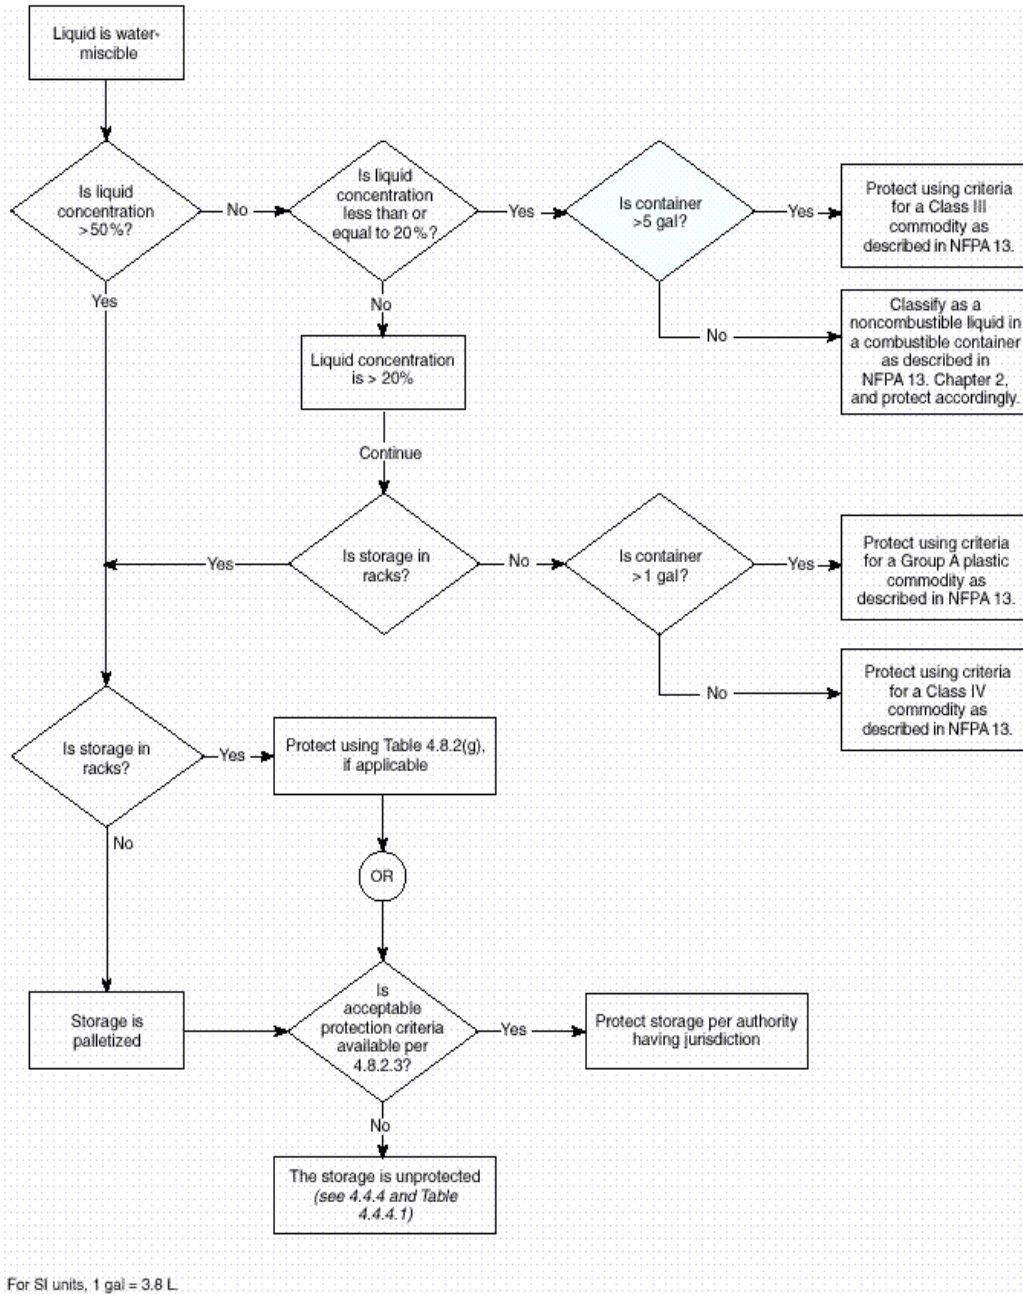 Liquid is water-
miscible
Is liquid
concentration
>50%?
No
Is liquid
concentration
less than or
equal to 20%?
Yes
Is container
>5 gal?
Yes
Protect using criteria
for a Class III
commodity as
described in NFPA 13.
Yes
No
No
Classify as a
noncombustible liquid in
a combustible container
as described in
NFPA 13. Chapter 2,
and protect accordingly.
Liquid concentration
is > 20%
Continue
Yes
Is storage in
racks?
No
Is container
>1 gal?
Yes
Protect using criteria
for a Group A plastic
commodity as
described in NFPA 13.
No
Protect using criteria
for a Class IV
commodity as
described in NFPA 13.
Is storage in
racks?
Yes
Protect using Table 4.8.2(g),
if applicable
No
OR
Storage is
palletized
Is
acceptable
protection criteria
available per
4.8.2.3?
Yes
Protect storage per authority
having jurisdiction
No
The storage is unprotected
(see 4.4.4 and Table
4.4.4.1)
For SI units, 1 gal = 3.8 L.